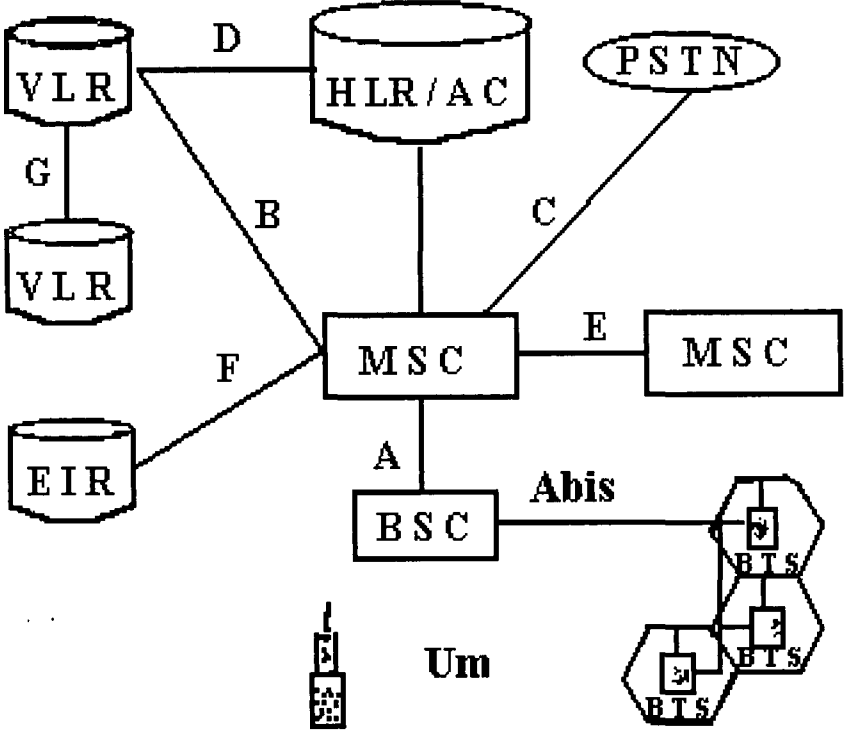 D
VLR
HLR/AC
PSTN
G
B
C
VLR
MSC
E
MSC
F
A
EIR
BSC
Abis
BTS
BTS
BTS
Um